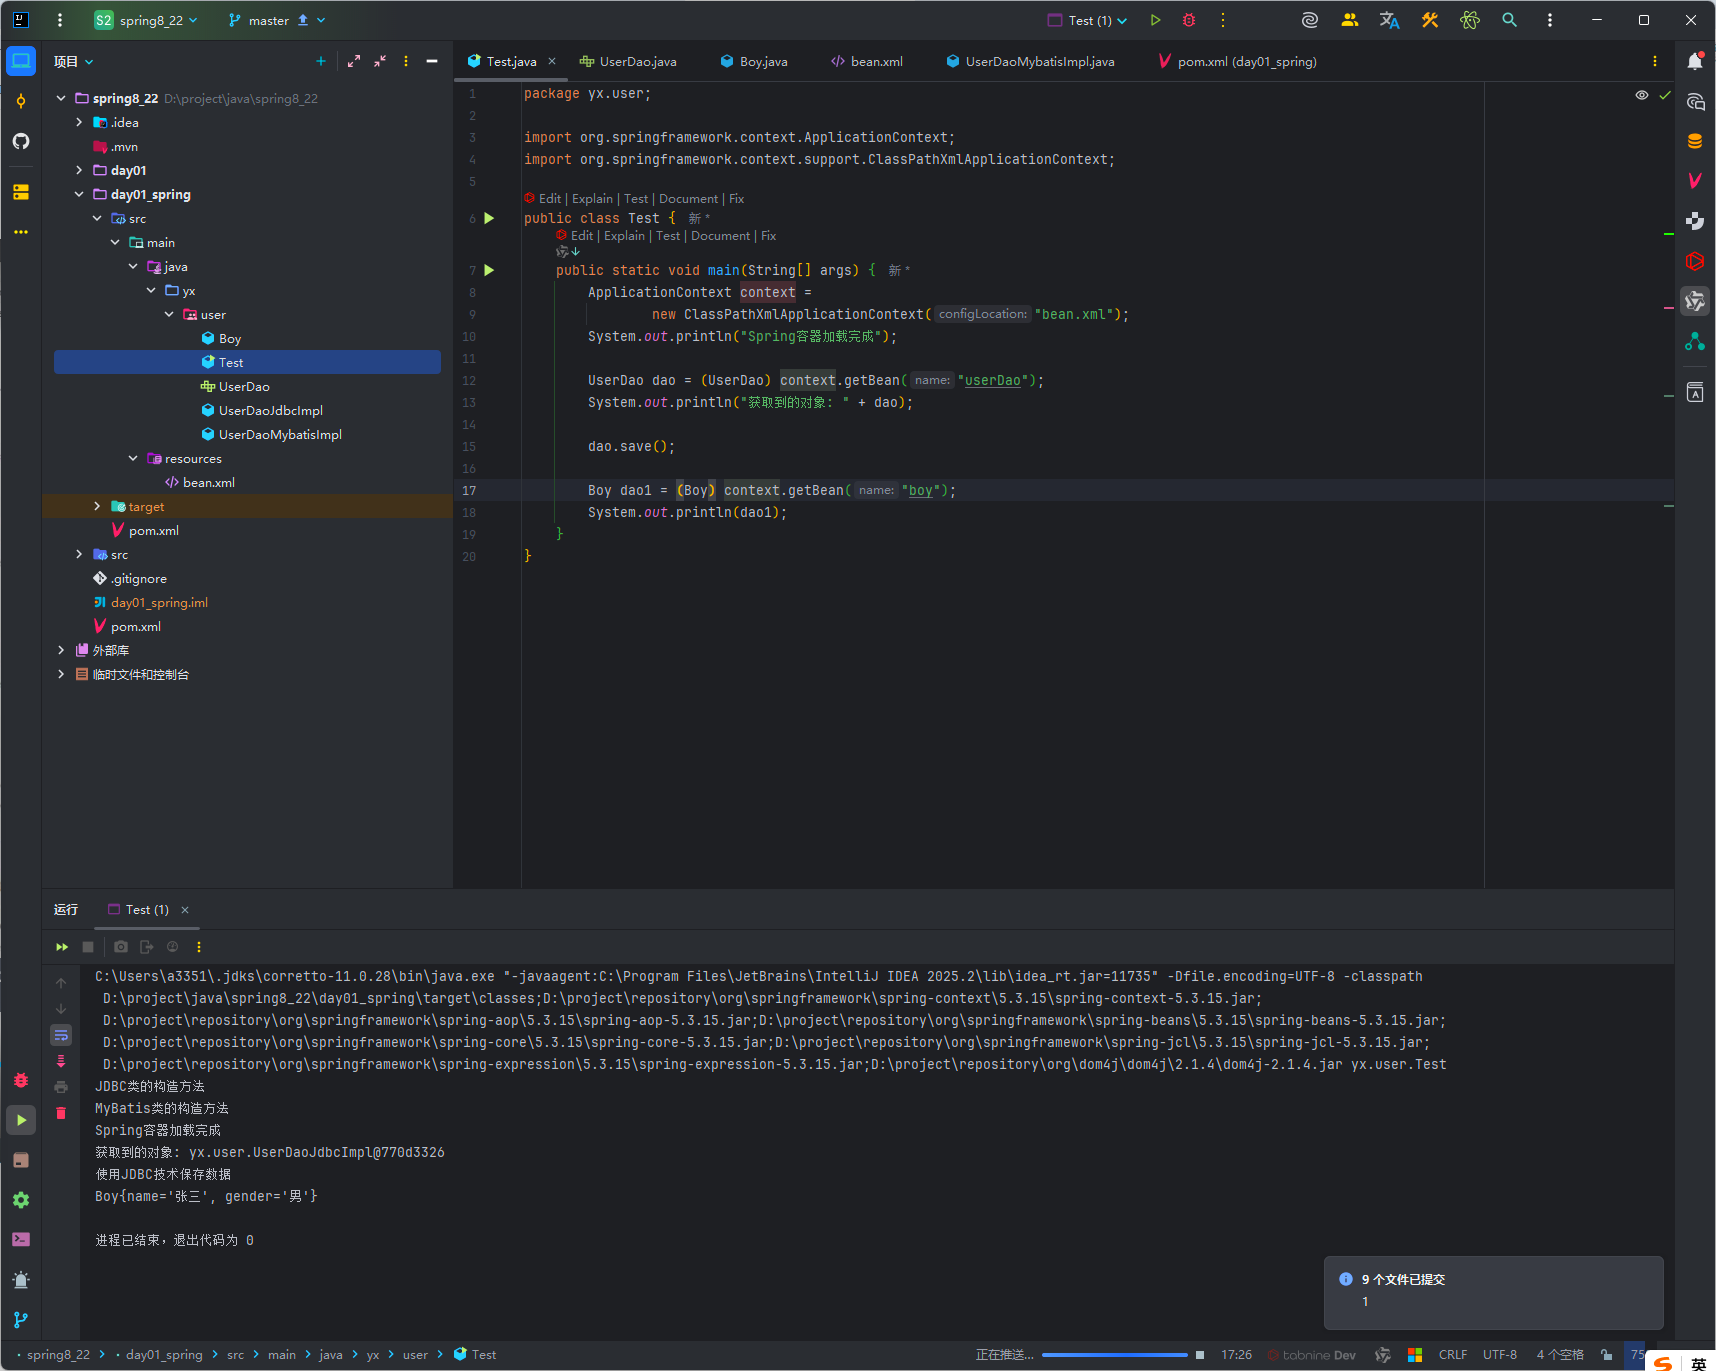 S2 spring8_22 master Test (1)
项目
spring8_22 D:\project\java\spring8_22
.idea
.mvn
day01
day01_spring
src
main
java
yx
user
Boy
Test
UserDao
UserDaoJdbcImpl
UserDaoMybatisImpl
resources
bean.xml
target
pom.xml
src
.gitignore
day01_spring.iml
pom.xml
外部库
临时文件和控制台
Test.java UserDao.java Boy.java bean.xml UserDaoMybatisImpl.java pom.xml (day01_spring)
1 package yx.user;
2
3 import org.springframework.context.ApplicationContext;
4 import org.springframework.context.support.ClassPathXmlApplicationContext;
5
Edit | Explain | Test | Document | Fix
6 public class Test { 新 *
Edit | Explain | Test | Document | Fix
7 public static void main(String[] args) { 新 *
8 ApplicationContext context =
9 new ClassPathXmlApplicationContext( configLocation: "bean.xml");
10 System.out.println("Spring容器加载完成");
11
12 UserDao dao = (UserDao) context.getBean( name: "userDao");
13 System.out.println("获取到的对象: " + dao);
14
15 dao.save();
16
17 Boy dao1 = (Boy) context.getBean( name: "boy");
18 System.out.println(dao1);
19 }
20 }
运行 Test (1)
C:\Users\a3351\.jdks\corretto-11.0.28\bin\java.exe "-javaagent:C:\Program Files\JetBrains\IntelliJ IDEA 2025.2\lib\idea_rt.jar=11735" -Dfile.encoding=UTF-8 -classpath
D:\project\java\spring8_22\day01_spring\target\classes;D:\project\repository\org\springframework\spring-context\5.3.15\spring-context-5.3.15.jar;
D:\project\repository\org\springframework\spring-aop\5.3.15\spring-aop-5.3.15.jar;D:\project\repository\org\springframework\spring-beans\5.3.15\spring-beans-5.3.15.jar;
D:\project\repository\org\springframework\spring-core\5.3.15\spring-core-5.3.15.jar;D:\project\repository\org\springframework\spring-jcl\5.3.15\spring-jcl-5.3.15.jar;
D:\project\repository\org\springframework\spring-expression\5.3.15\spring-expression-5.3.15.jar;D:\project\repository\org\dom4j\dom4j\2.1.4\dom4j-2.1.4.jar yx.user.Test
JDBC类的构造方法
MyBatis类的构造方法
Spring容器加载完成
获取到的对象: yx.user.UserDaoJdbcImpl@770d3326
使用JDBC技术保存数据
Boy{name='张三', gender='男'}
进程已结束，退出代码为 0
9 个文件已提交
1
spring8_22 day01_spring src main java yx user Test 正在推送... 17:26 tabnine Dev CRLF UTF-8 4 个空格 75
英